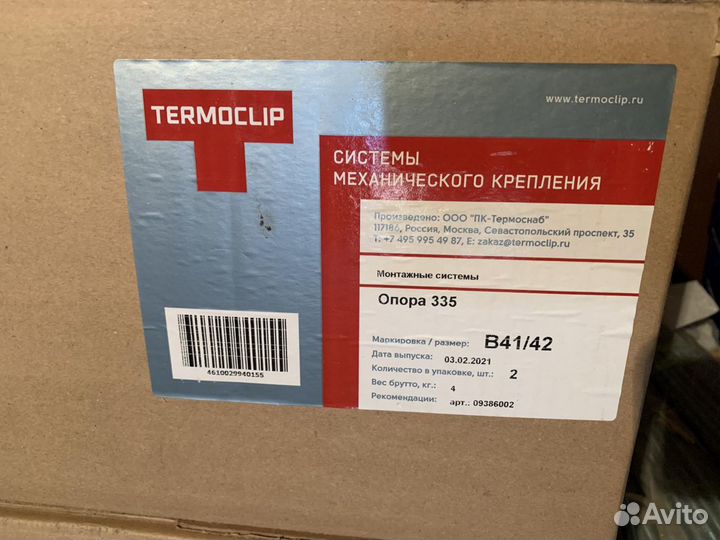 TERMOCLIP
www.termoclip.ru
СИСТЕМЫ
МЕХАНИЧЕСКОГО КРЕПЛЕНИЯ
Произведено: ООО "ПК-Термоснаб"
117186, Россия, Москва, Севастопольский проспект, 35
T: +7 495 995 49 87, E: zakaz@termoclip.ru
Монтажные системы
Опора 335
Маркировка / размер: B41/42
Дата выпуска: 03.02.2021
Количество в упаковке, шт.: 2
Вес брутто, кг.: 4
Рекомендации: арт.: 09386002
4610029940155
Avito